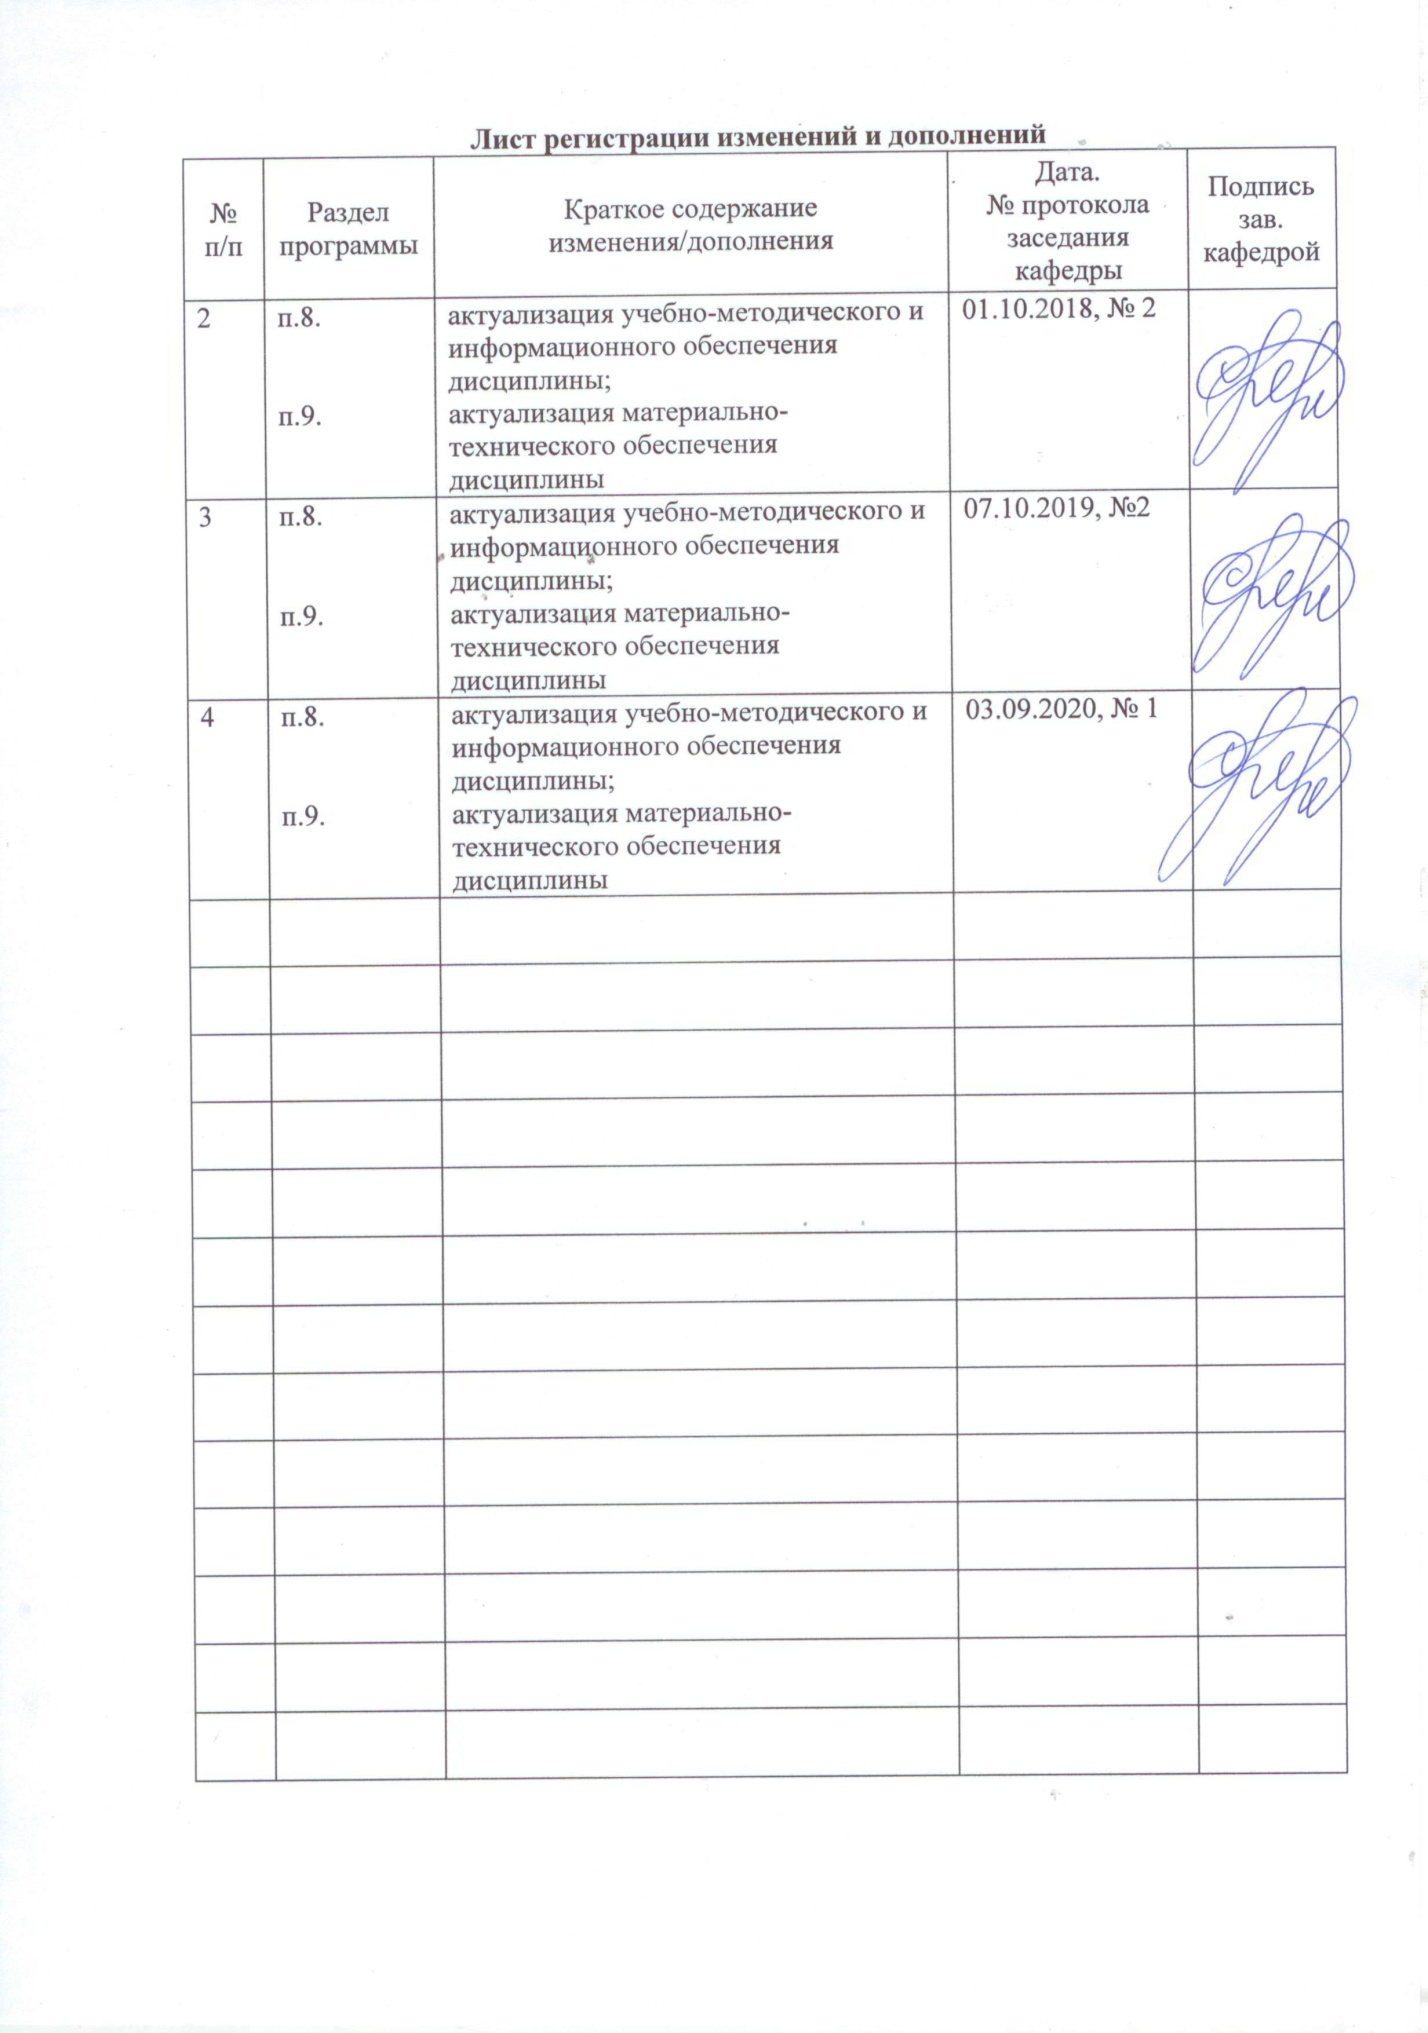 Лист регистрации изменений и дополнений
№
п/п
Раздел
программы
Краткое содержание
изменения/дополнения
Дата.
№ протокола
заседания
кафедры
Подпись
зав.
кафедрой
2
п.8.
актуализация учебно-методического и
информационного обеспечения
дисциплины;
п.9.
актуализация материально-
технического обеспечения
дисциплины
01.10.2018, № 2
3
п.8.
актуализация учебно-методического и
информационного обеспечения
дисциплины;
п.9.
актуализация материально-
технического обеспечения
дисциплины
07.10.2019, №2
4
п.8.
актуализация учебно-методического и
информационного обеспечения
дисциплины;
п.9.
актуализация материально-
технического обеспечения
дисциплины
03.09.2020, № 1